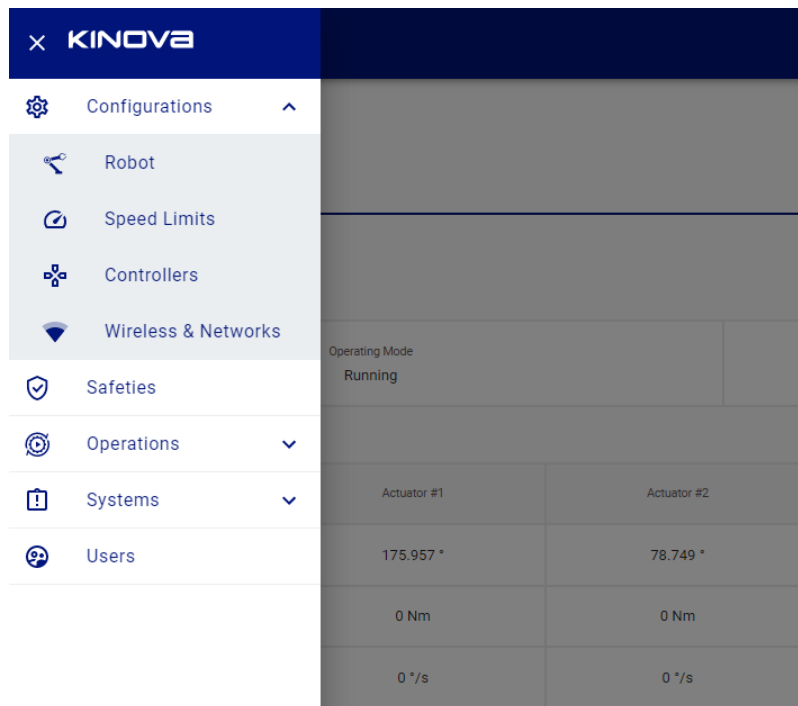 KINOVA
Configurations
Robot
Speed Limits
Controllers
Wireless & Networks
Safeties
Operations
Systems
Users
Operating Mode
Running
Actuator #1 Actuator #2
175.957 ° 78.749 °
0 Nm 0 Nm
0 °/s 0 °/s